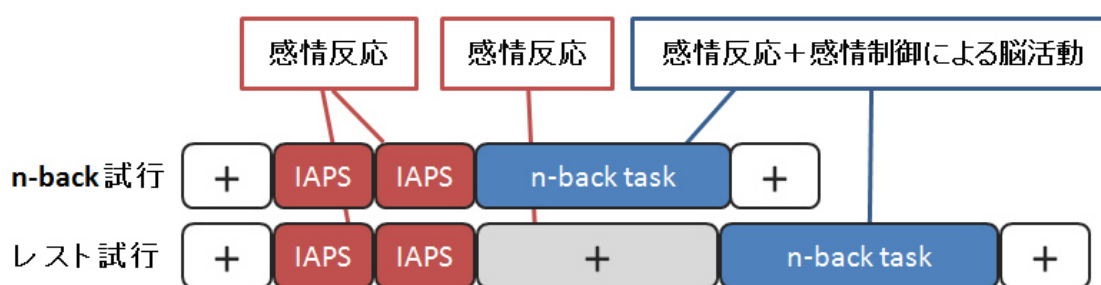 感情反応 感情反応 感情反応+感情制御による脳活動
n-back試行 + IAPS IAPS n-back task +
レスト試行 + IAPS IAPS + n-back task +